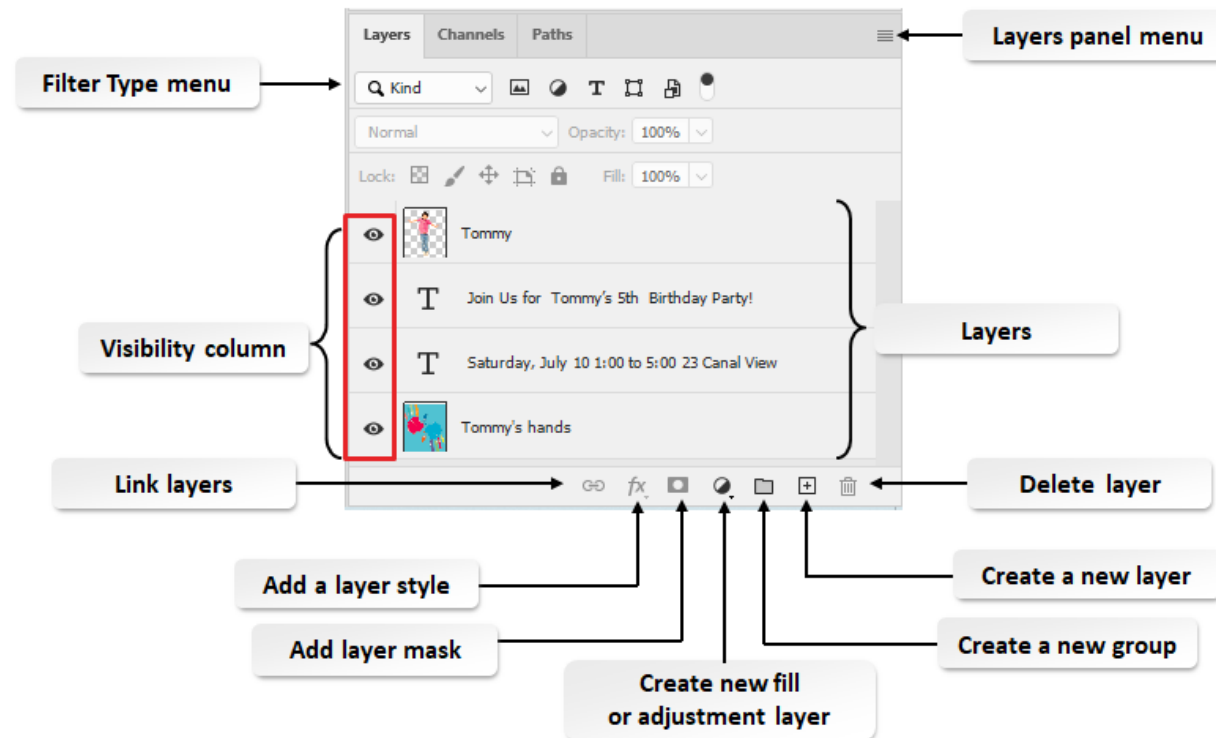 Layers Channels Paths
Layers panel menu
Filter Type menu
Kind
T
Normal Opacity: 100%
Lock: Fill: 100%
Tommy
T Join Us for Tommy's 5th Birthday Party!
Visibility column
Layers
T Saturday, July 10 1:00 to 5:00 23 Canal View
Tommy's hands
Link layers
fx
Delete layer
Add a layer style
Create a new layer
Add layer mask
Create a new group
Create new fill
or adjustment layer